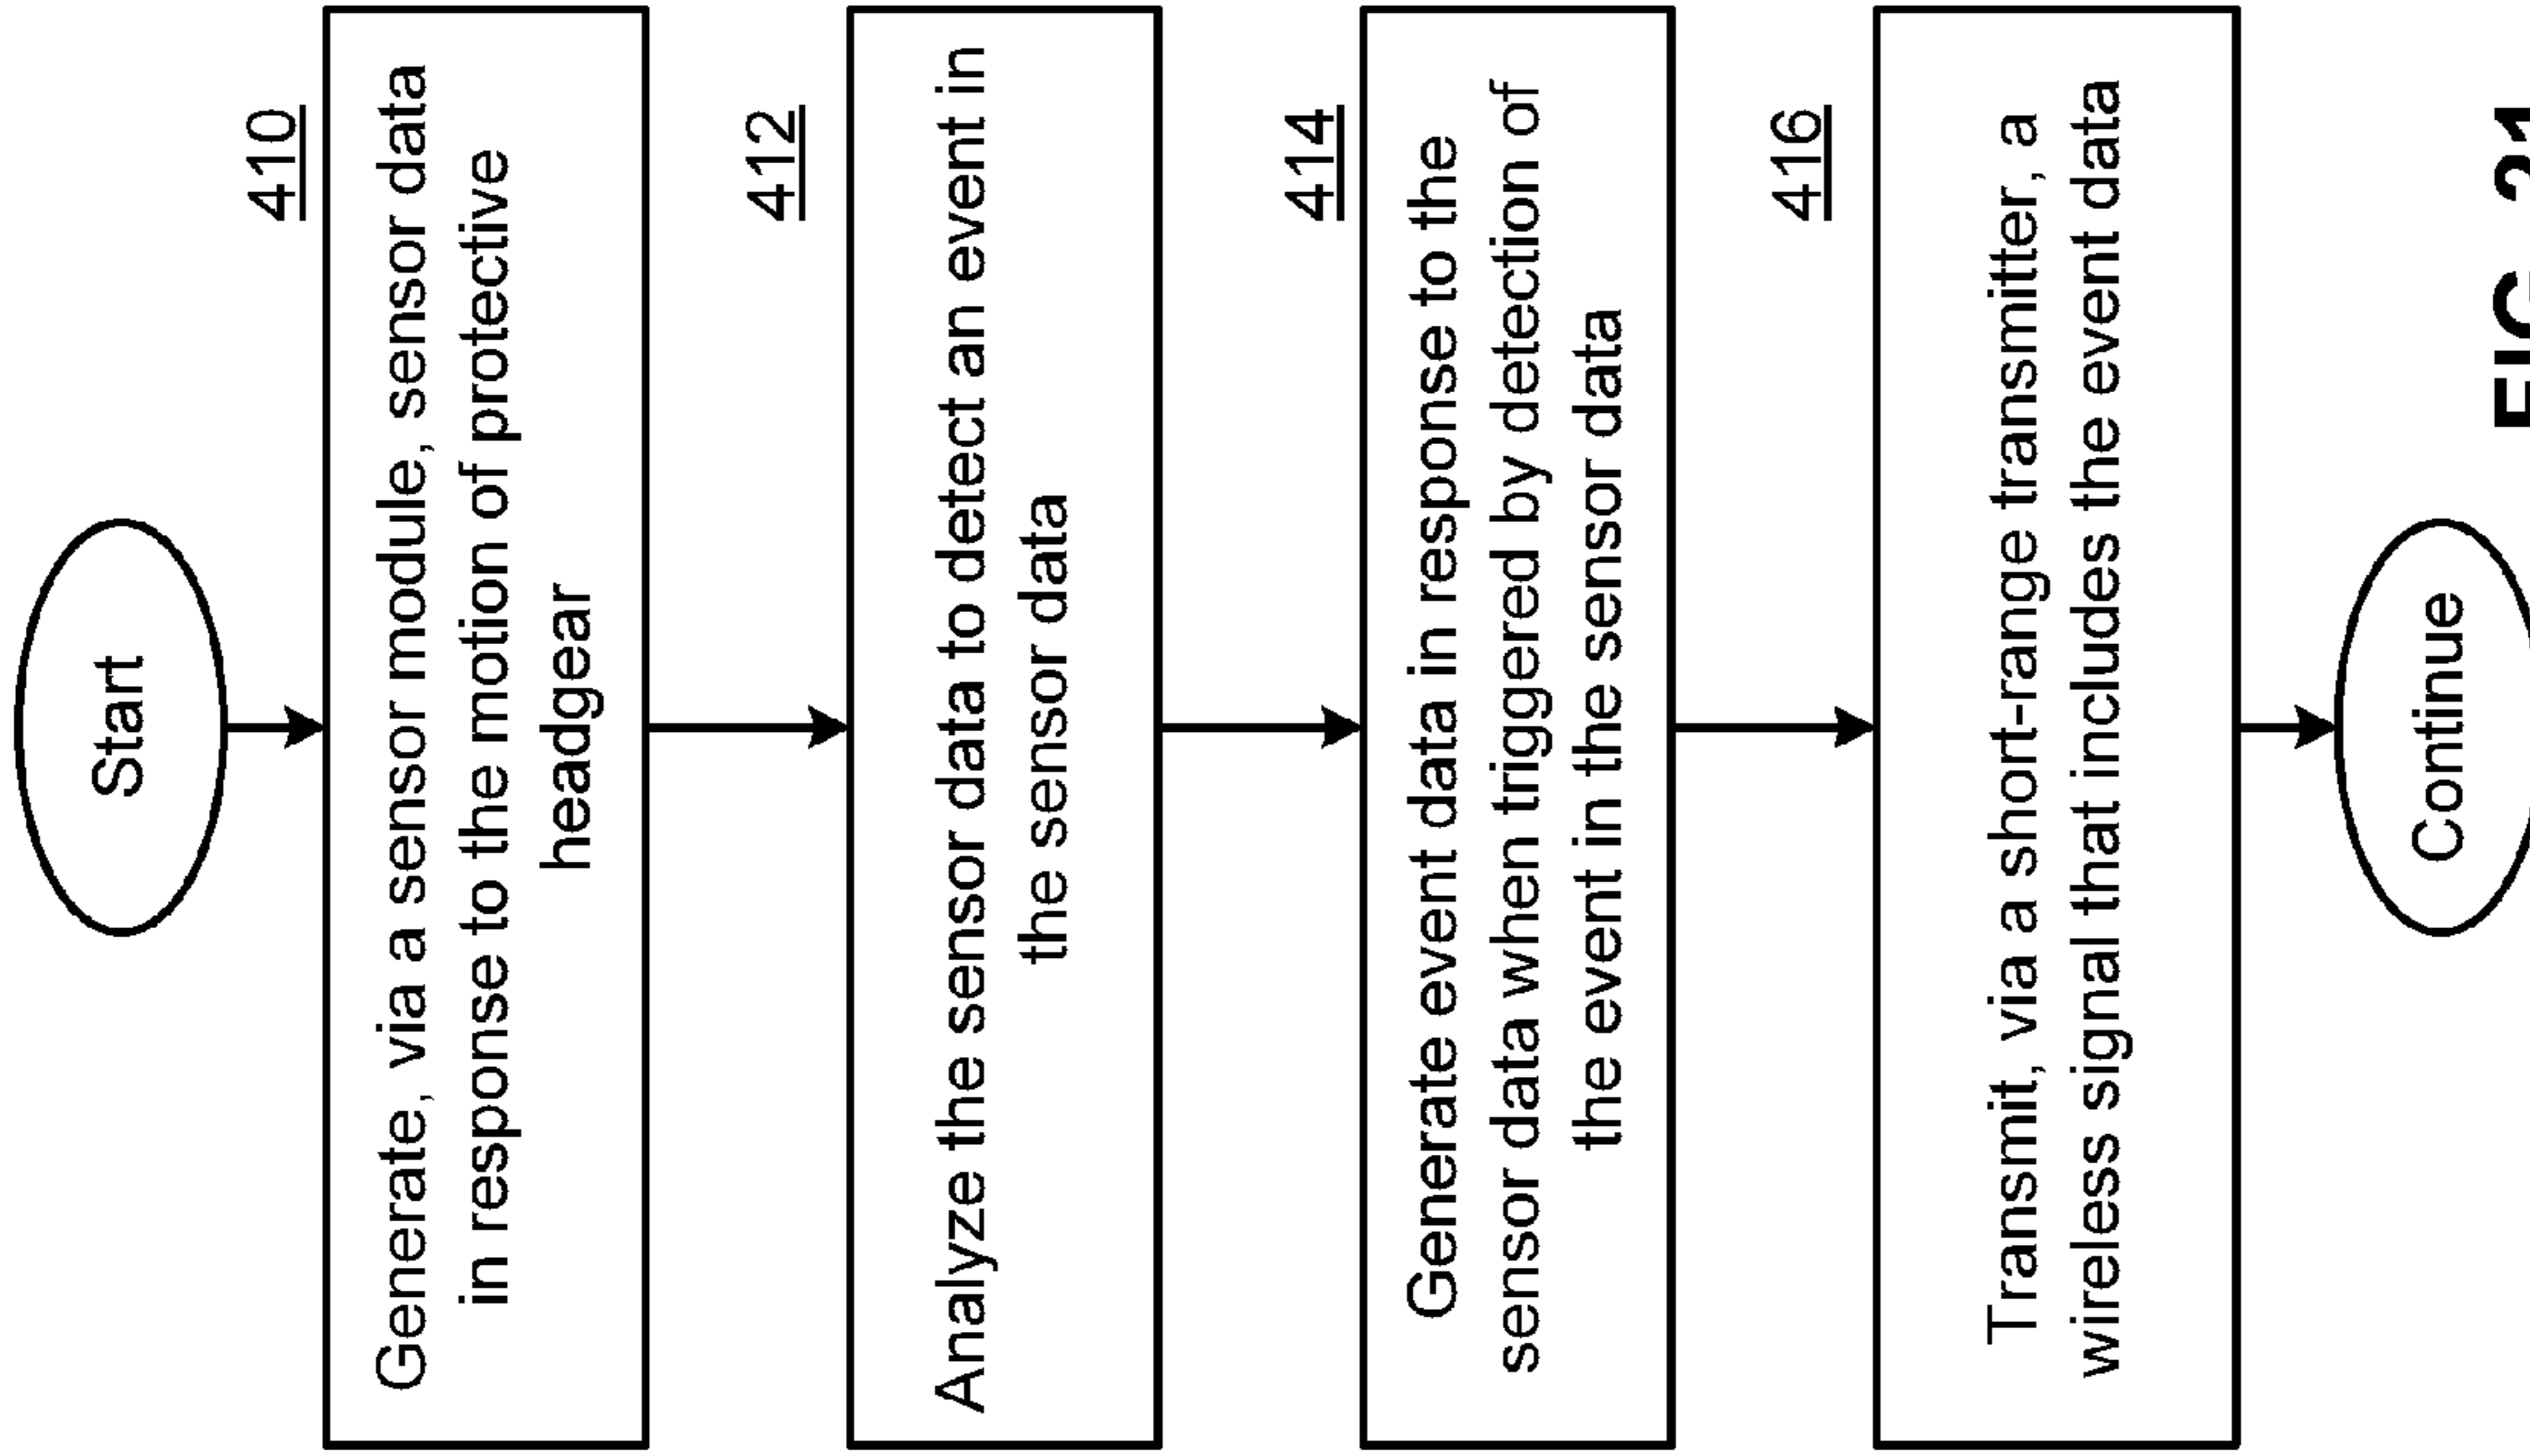 Start
410
Generate, via a sensor module, sensor data
in response to the motion of protective
headgear
412
Analyze the sensor data to detect an event in
the sensor data
414
Generate event data in response to the
sensor data when triggered by detection of
the event in the sensor data
416
Transmit, via a short-range transmitter, a
wireless signal that includes the event data
Continue
FIG. 21